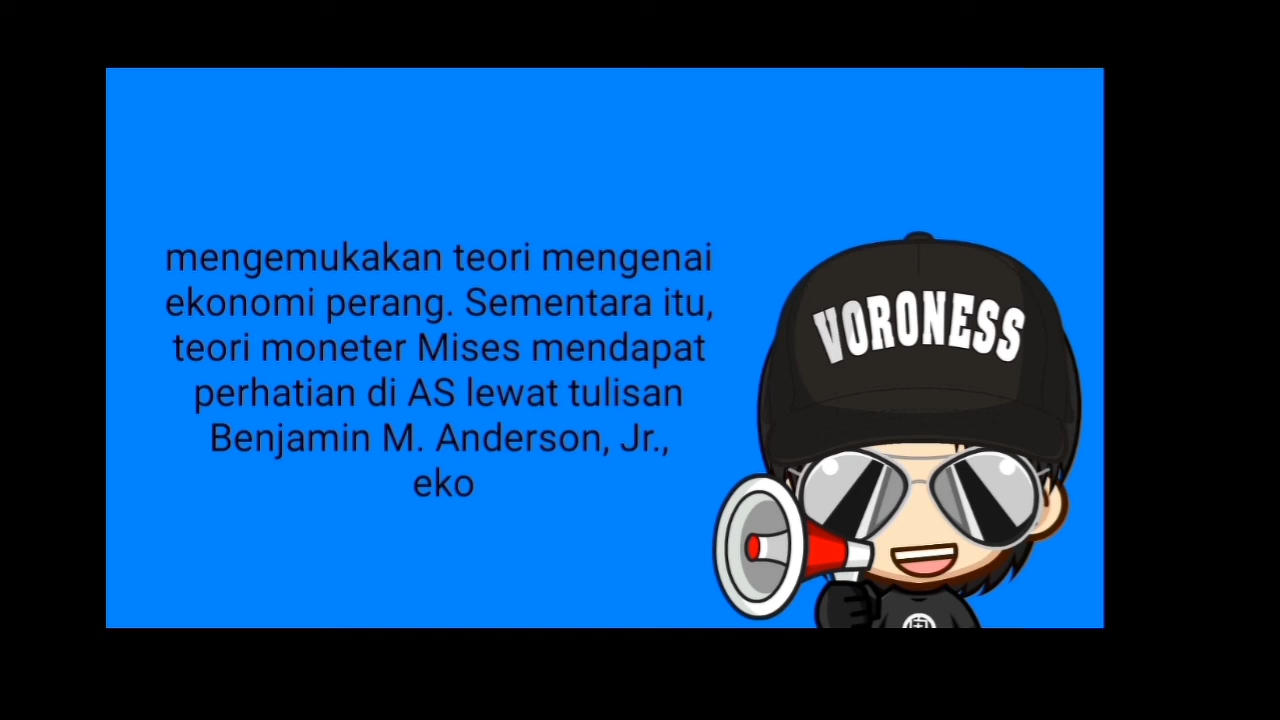 mengemukakan teori mengenai
ekonomi perang. Sementara itu,
teori moneter Mises mendapat
perhatian di AS lewat tulisan
Benjamin M. Anderson, Jr.,
eko
VORONESS